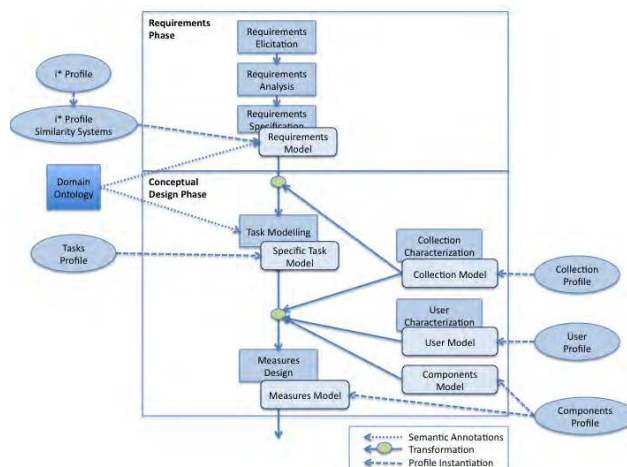 Requirements
Phase
Requirements
Elicitation
i* Profile
Requirements
Analysis
i* Profile
Similarity Systems
Requirements
Specification
Requirements
Model
Domain
Ontology
Conceptual
Design Phase
Task Modelling
Specific Task
Model
Tasks
Profile
Collection
Characterization
Collection Model
Collection
Profile
User
Characterization
User Model
User
Profile
Measures
Design
Measures Model
Components
Model
Components
Profile
Semantic Annotations
Transformation
Profile Instantiation